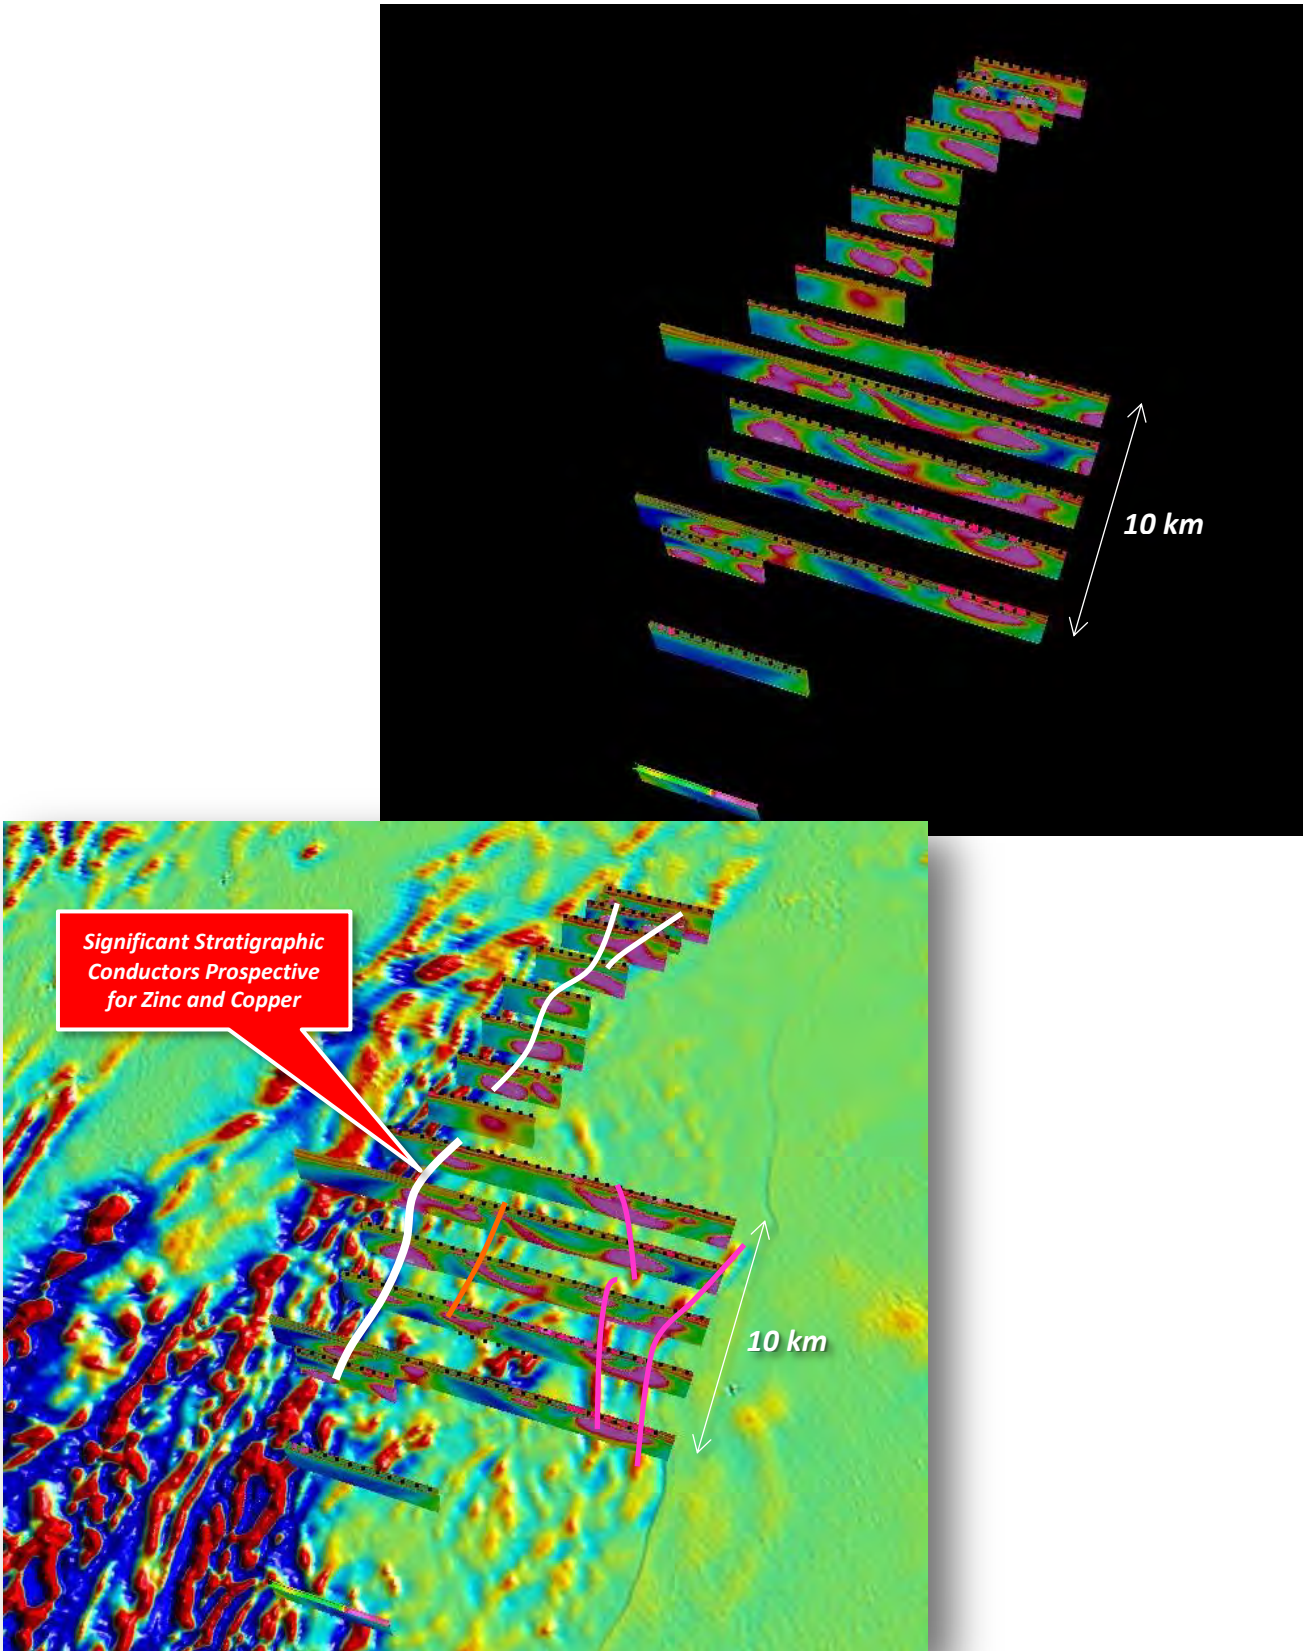 10 km
Significant Stratigraphic
Conductors Prospective
for Zinc and Copper
10 km